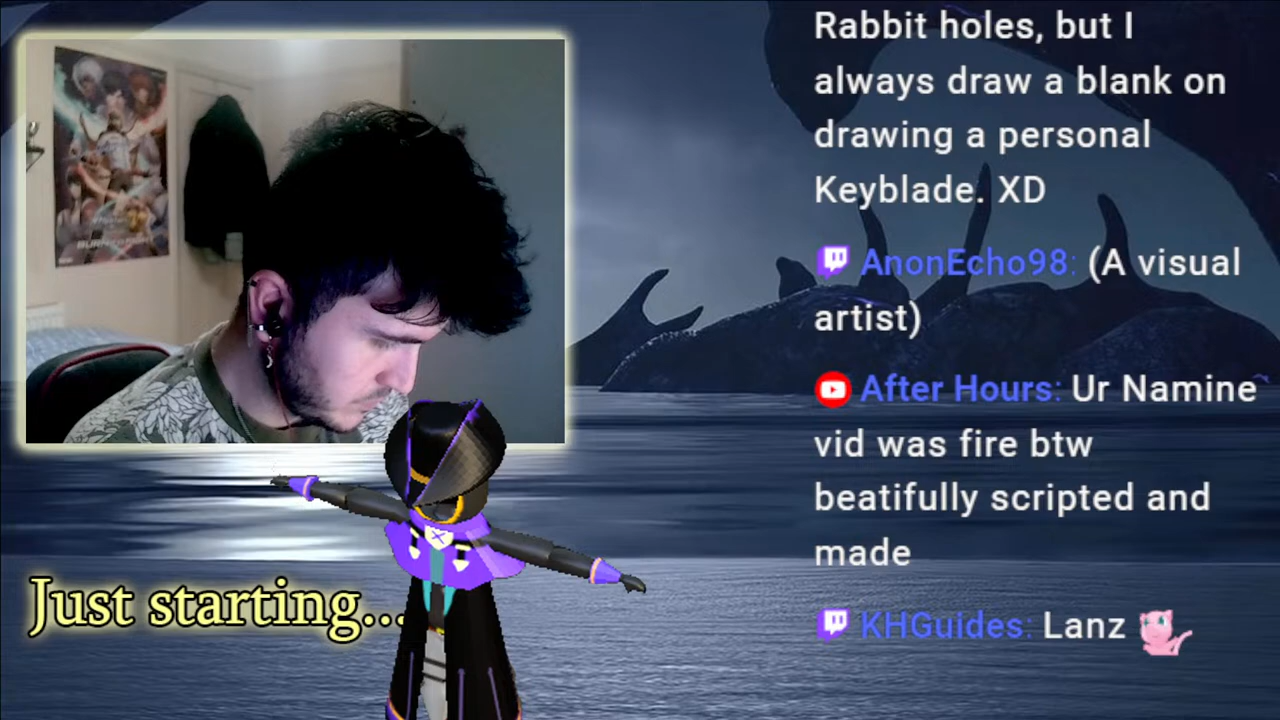 Rabbit holes, but I
always draw a blank on
drawing a personal
Keyblade. XD
AnonEcho98: (A visual
artist)
After Hours: Ur Namine
vid was fire btw
beatifully scripted and
made
KHGuides: Lanz
Just starting...